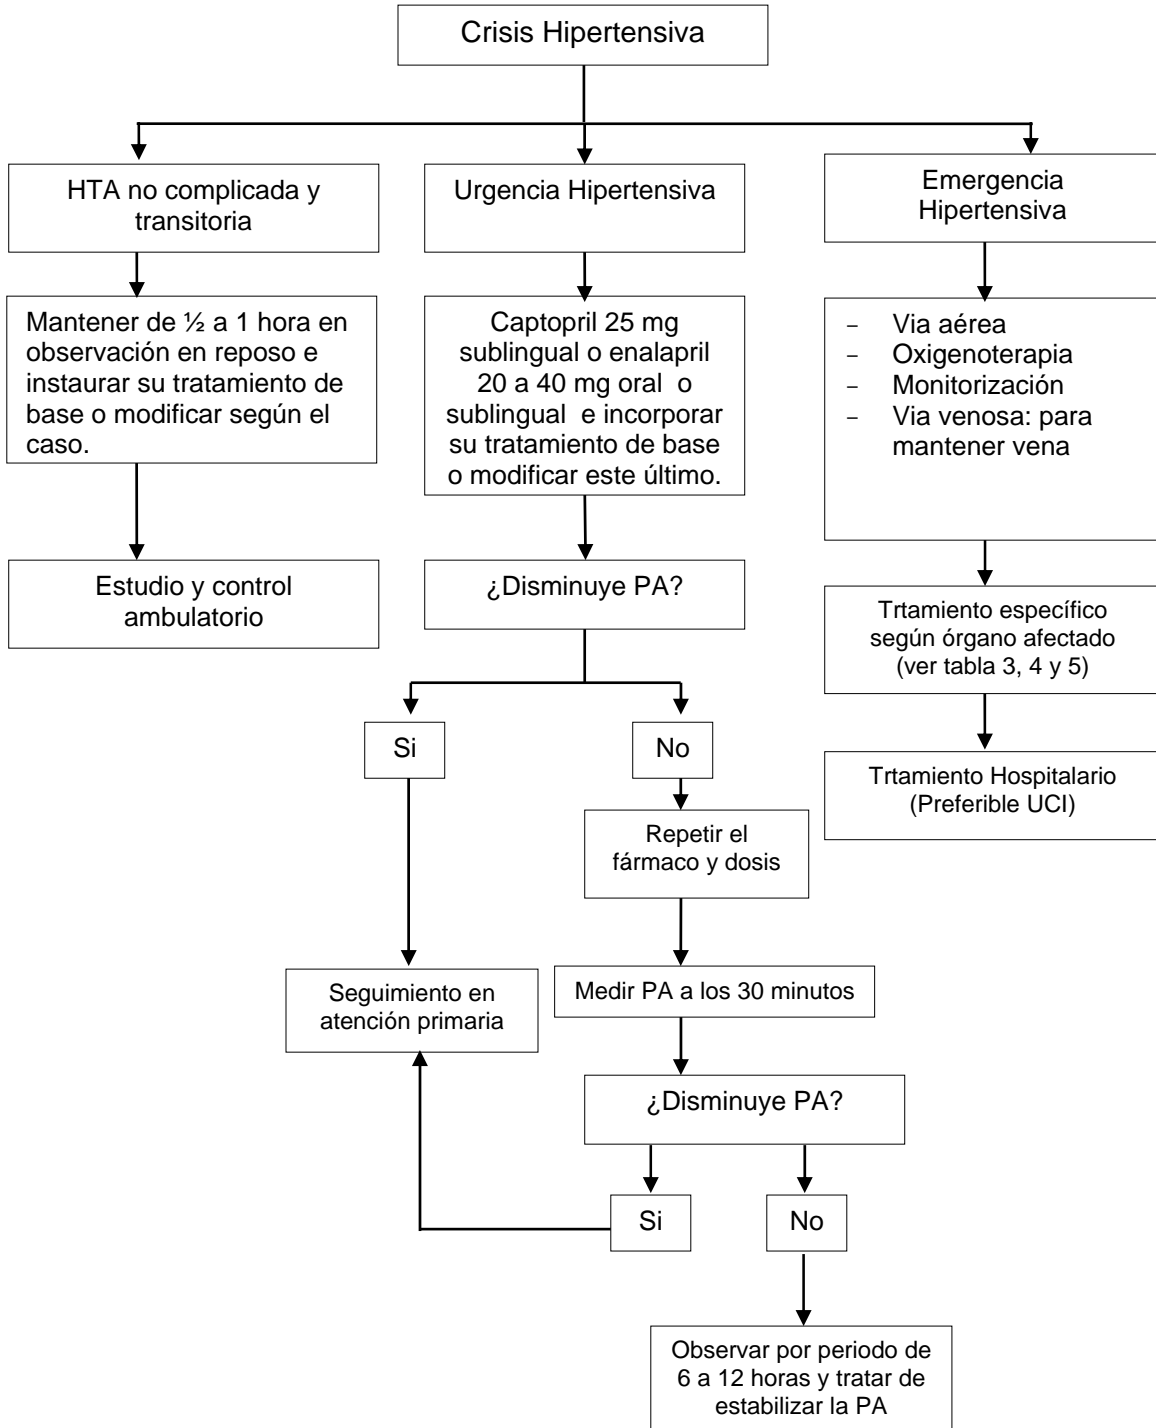 Crisis Hipertensiva
HTA no complicada y
transitoria
Urgencia Hipertensiva
Emergencia
Hipertensiva
Mantener de ½ a 1 hora en
observación en reposo e
instaurar su tratamiento de
base o modificar según el
caso.
Captopril 25 mg
sublingual o enalapril
20 a 40 mg oral o
sublingual e incorporar
su tratamiento de base
o modificar este último.
– Via aérea
– Oxigenoterapia
– Monitorización
– Via venosa: para
mantener vena
Estudio y control
ambulatorio
¿Disminuye PA?
Trtamiento específico
según órgano afectado
(ver tabla 3, 4 y 5)
Si
No
Trtamiento Hospitalario
(Preferible UCI)
Repetir el
fármaco y dosis
Seguimiento en
atención primaria
Medir PA a los 30 minutos
¿Disminuye PA?
Si
No
Observar por periodo de
6 a 12 horas y tratar de
estabilizar la PA